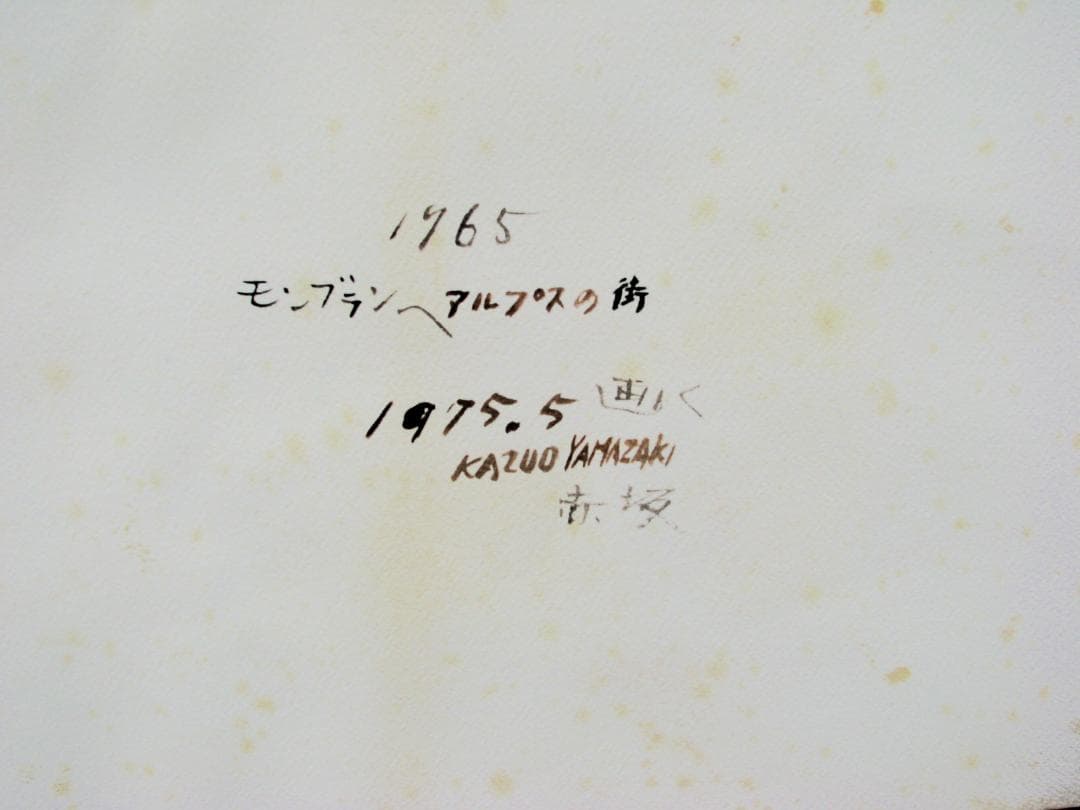 1965
モンブランへアルプスの街
1975.5 画く
KAZUO YAMAZAKI
赤坂